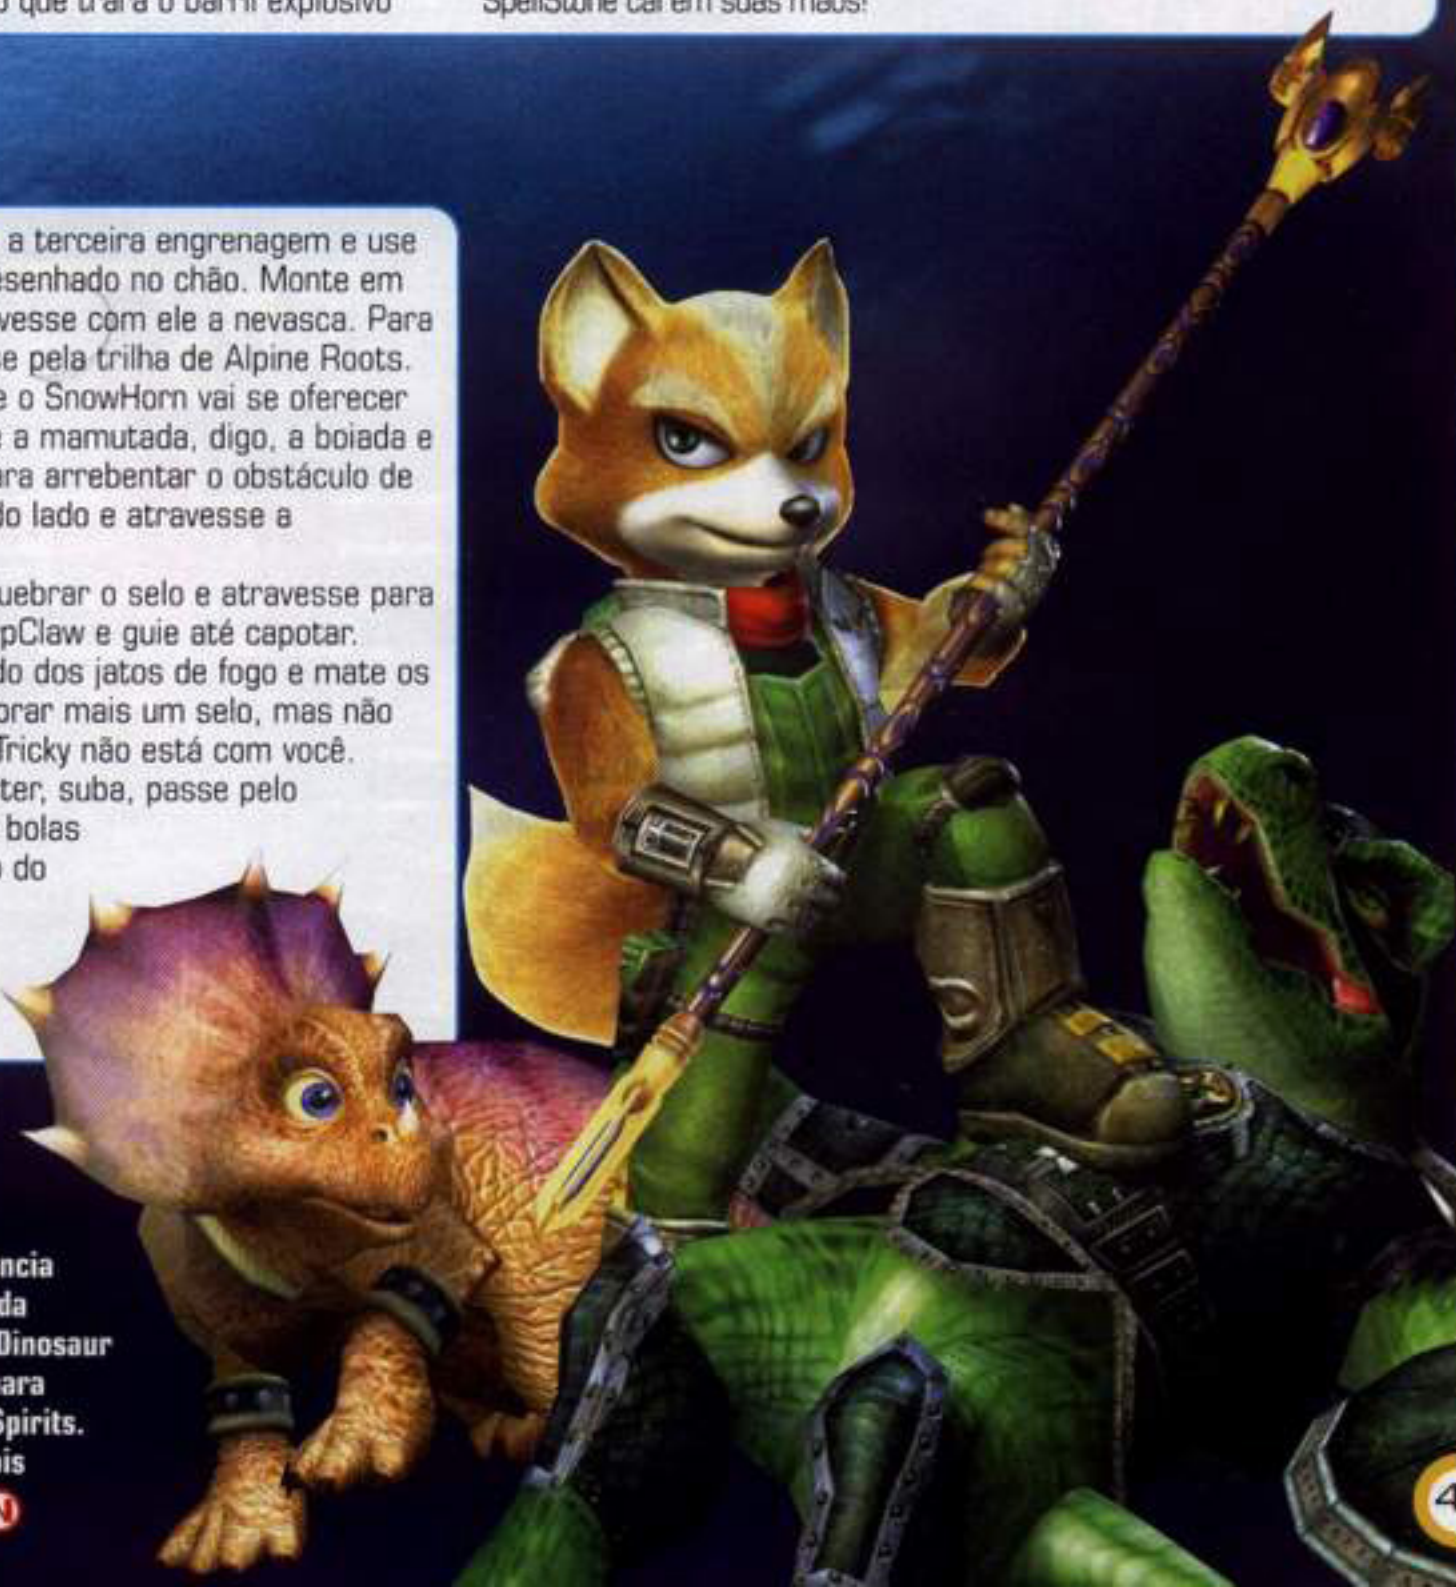 que trará o barril explosivo
SpellStone cai em suas mãos!
a terceira engrenagem e use
esenhado no chão. Monte em
vesse com ele a nevasca. Para
e pela trilha de Alpine Roots.
e o SnowHorn vai se oferecer
e a mamutada, digo, a boiada e
ara arrebentar o obstáculo de
do lado e atravesse a
uebrar o selo e atravesse para
pClaw e guie até capotar.
do dos jatos de fogo e mate os
brar mais um selo, mas não
Tricky não está com você.
ter, suba, passe pelo
bolas
do
ncia
da
Dinosaur
ara
Spirits.
is
N
4